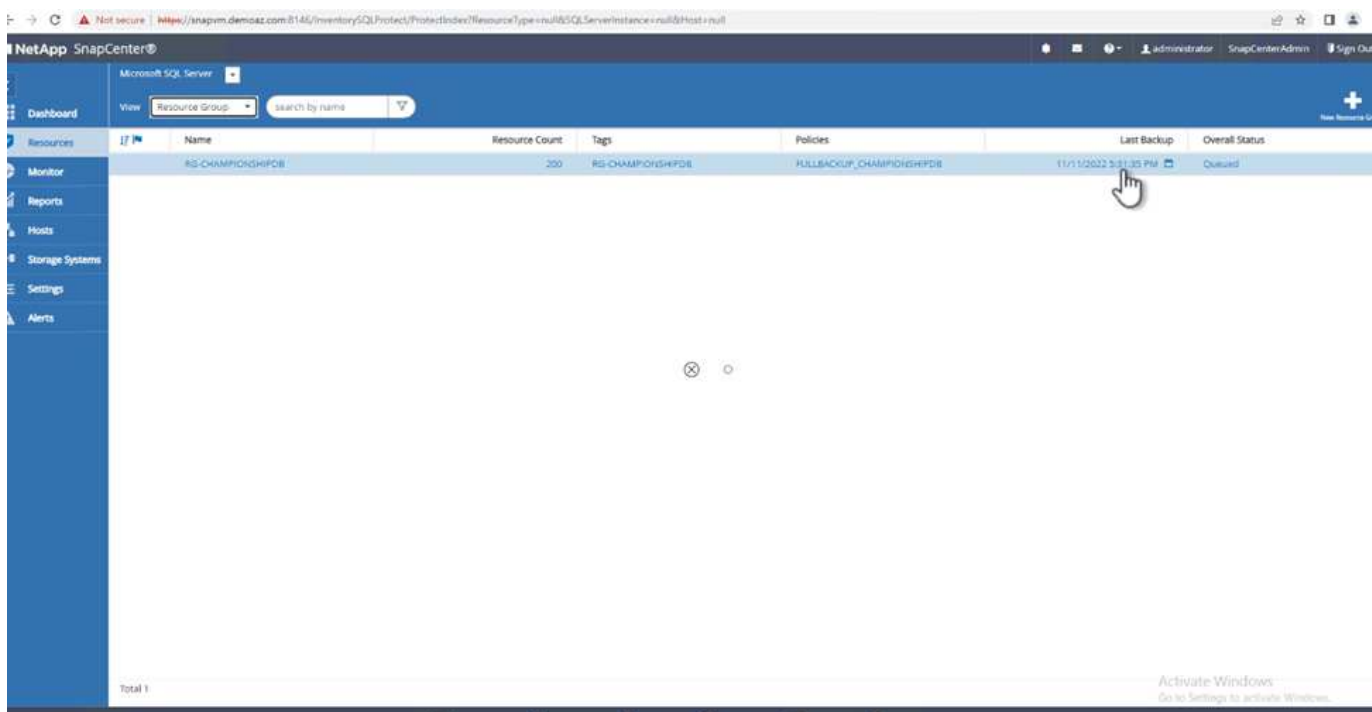 Not secure | https://snapvm.demoaz.com:8146/InventorySQLProtect/ProtectIndex?ResourceType=null&SQLServerInstance=null&Host=null
NetApp SnapCenter®
administrator SnapCenterAdmin Sign Out
Microsoft SQL Server
View Resource Group search by name
New Resource
Dashboard
Resources
Monitor
Reports
Hosts
Storage Systems
Settings
Alerts
Name Resource Count Tags Policies Last Backup Overall Status
RG-CHAMPIONSHIPDB 200 RG-CHAMPIONSHIPDB FULLBACKUP_CHAMPIONSHIPDB 11/11/2022 5:31:35 PM Queued
Total 1
Activate Windows
Go to Settings to activate Windows.